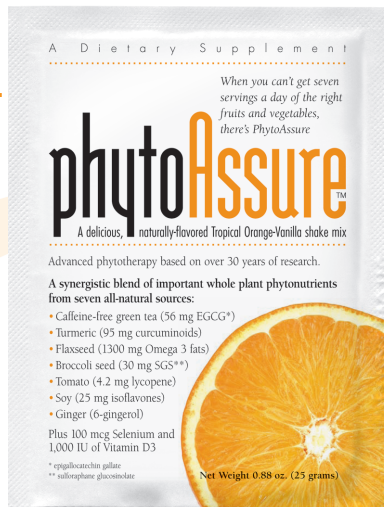 A Dietary Supplement
When you can't get seven
servings a day of the right
fruits and vegetables,
there's PhytoAssure
phytoAssure™
A delicious, naturally-flavored Tropical Orange-Vanilla shake mix
Advanced phytotherapy based on over 30 years of research.
A synergistic blend of important whole plant phytonutrients
from seven all-natural sources:
• Caffeine-free green tea (56 mg EGCG*)
• Turmeric (95 mg curcuminoids)
• Flaxseed (1300 mg Omega 3 fats)
• Broccoli seed (30 mg SGS**)
• Tomato (4.2 mg lycopene)
• Soy (25 mg isoflavones)
• Ginger (6-gingerol)
Plus 100 mcg Selenium and
1,000 IU of Vitamin D3
* epigallocatechin gallate
** sulforaphane glucosinolate
Net Weight 0.88 oz. (25 grams)